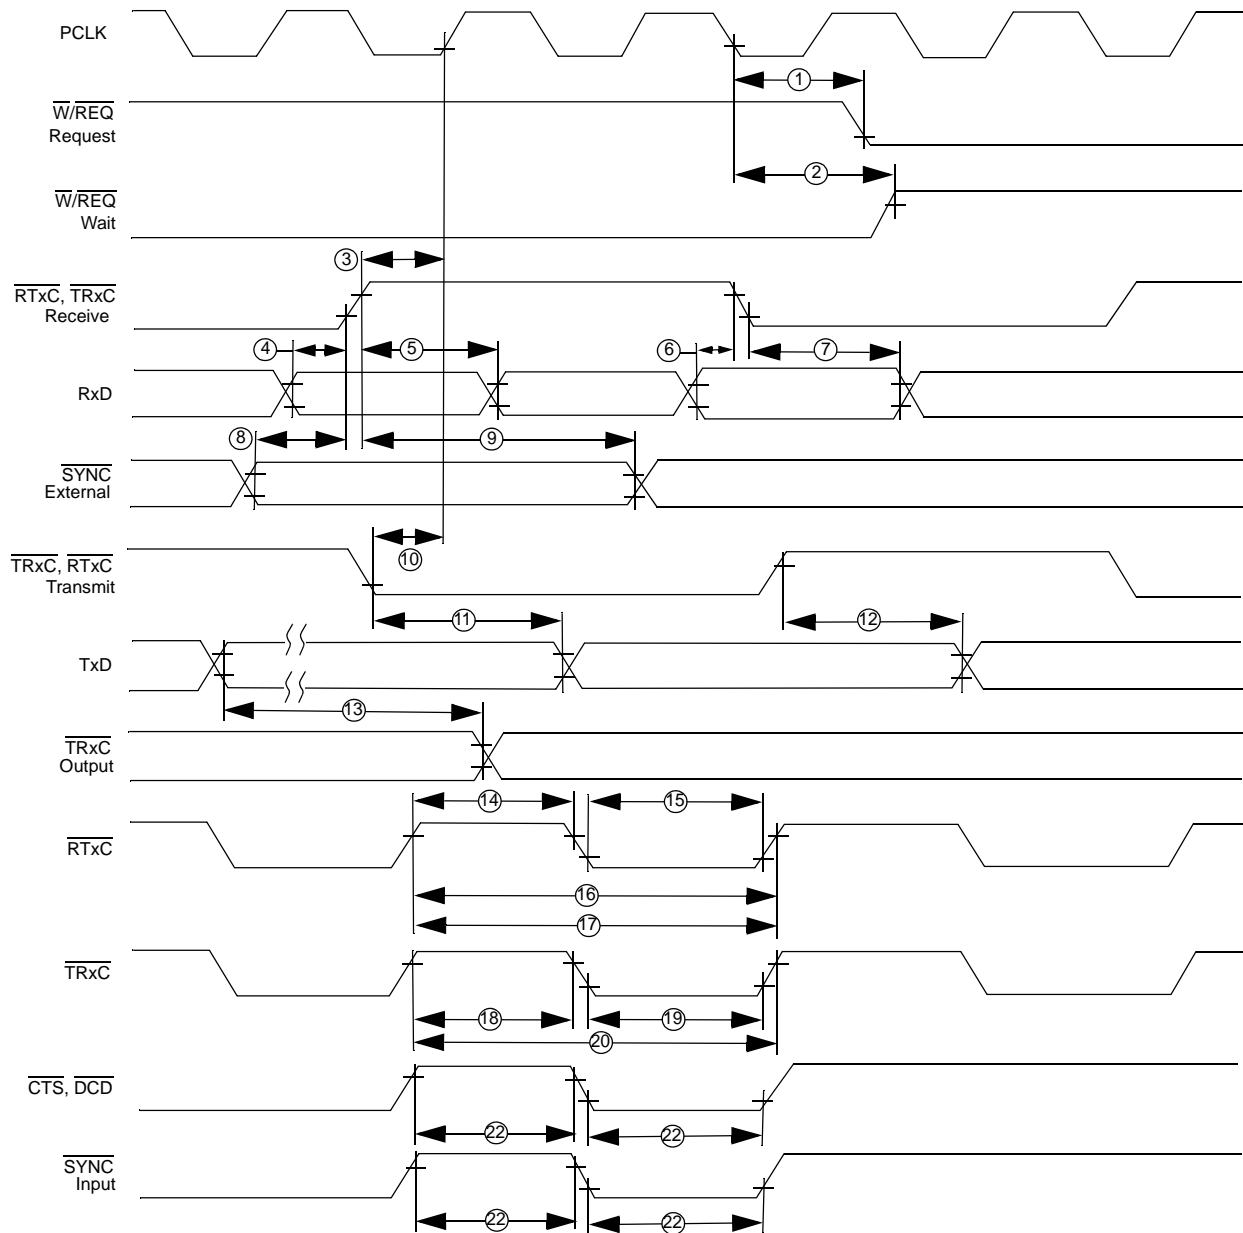 PCLK
1
W/REQ
Request
2
W/REQ
Wait
3
RTxC, TRxC
Receive
4
5
6
7
RxD
8
9
SYNC
External
10
TRxC, RTxC
Transmit
11
12
TxD
13
TRxC
Output
14
15
RTxC
16
17
TRxC
18
19
20
CTS, DCD
22
22
SYNC
Input
22
22